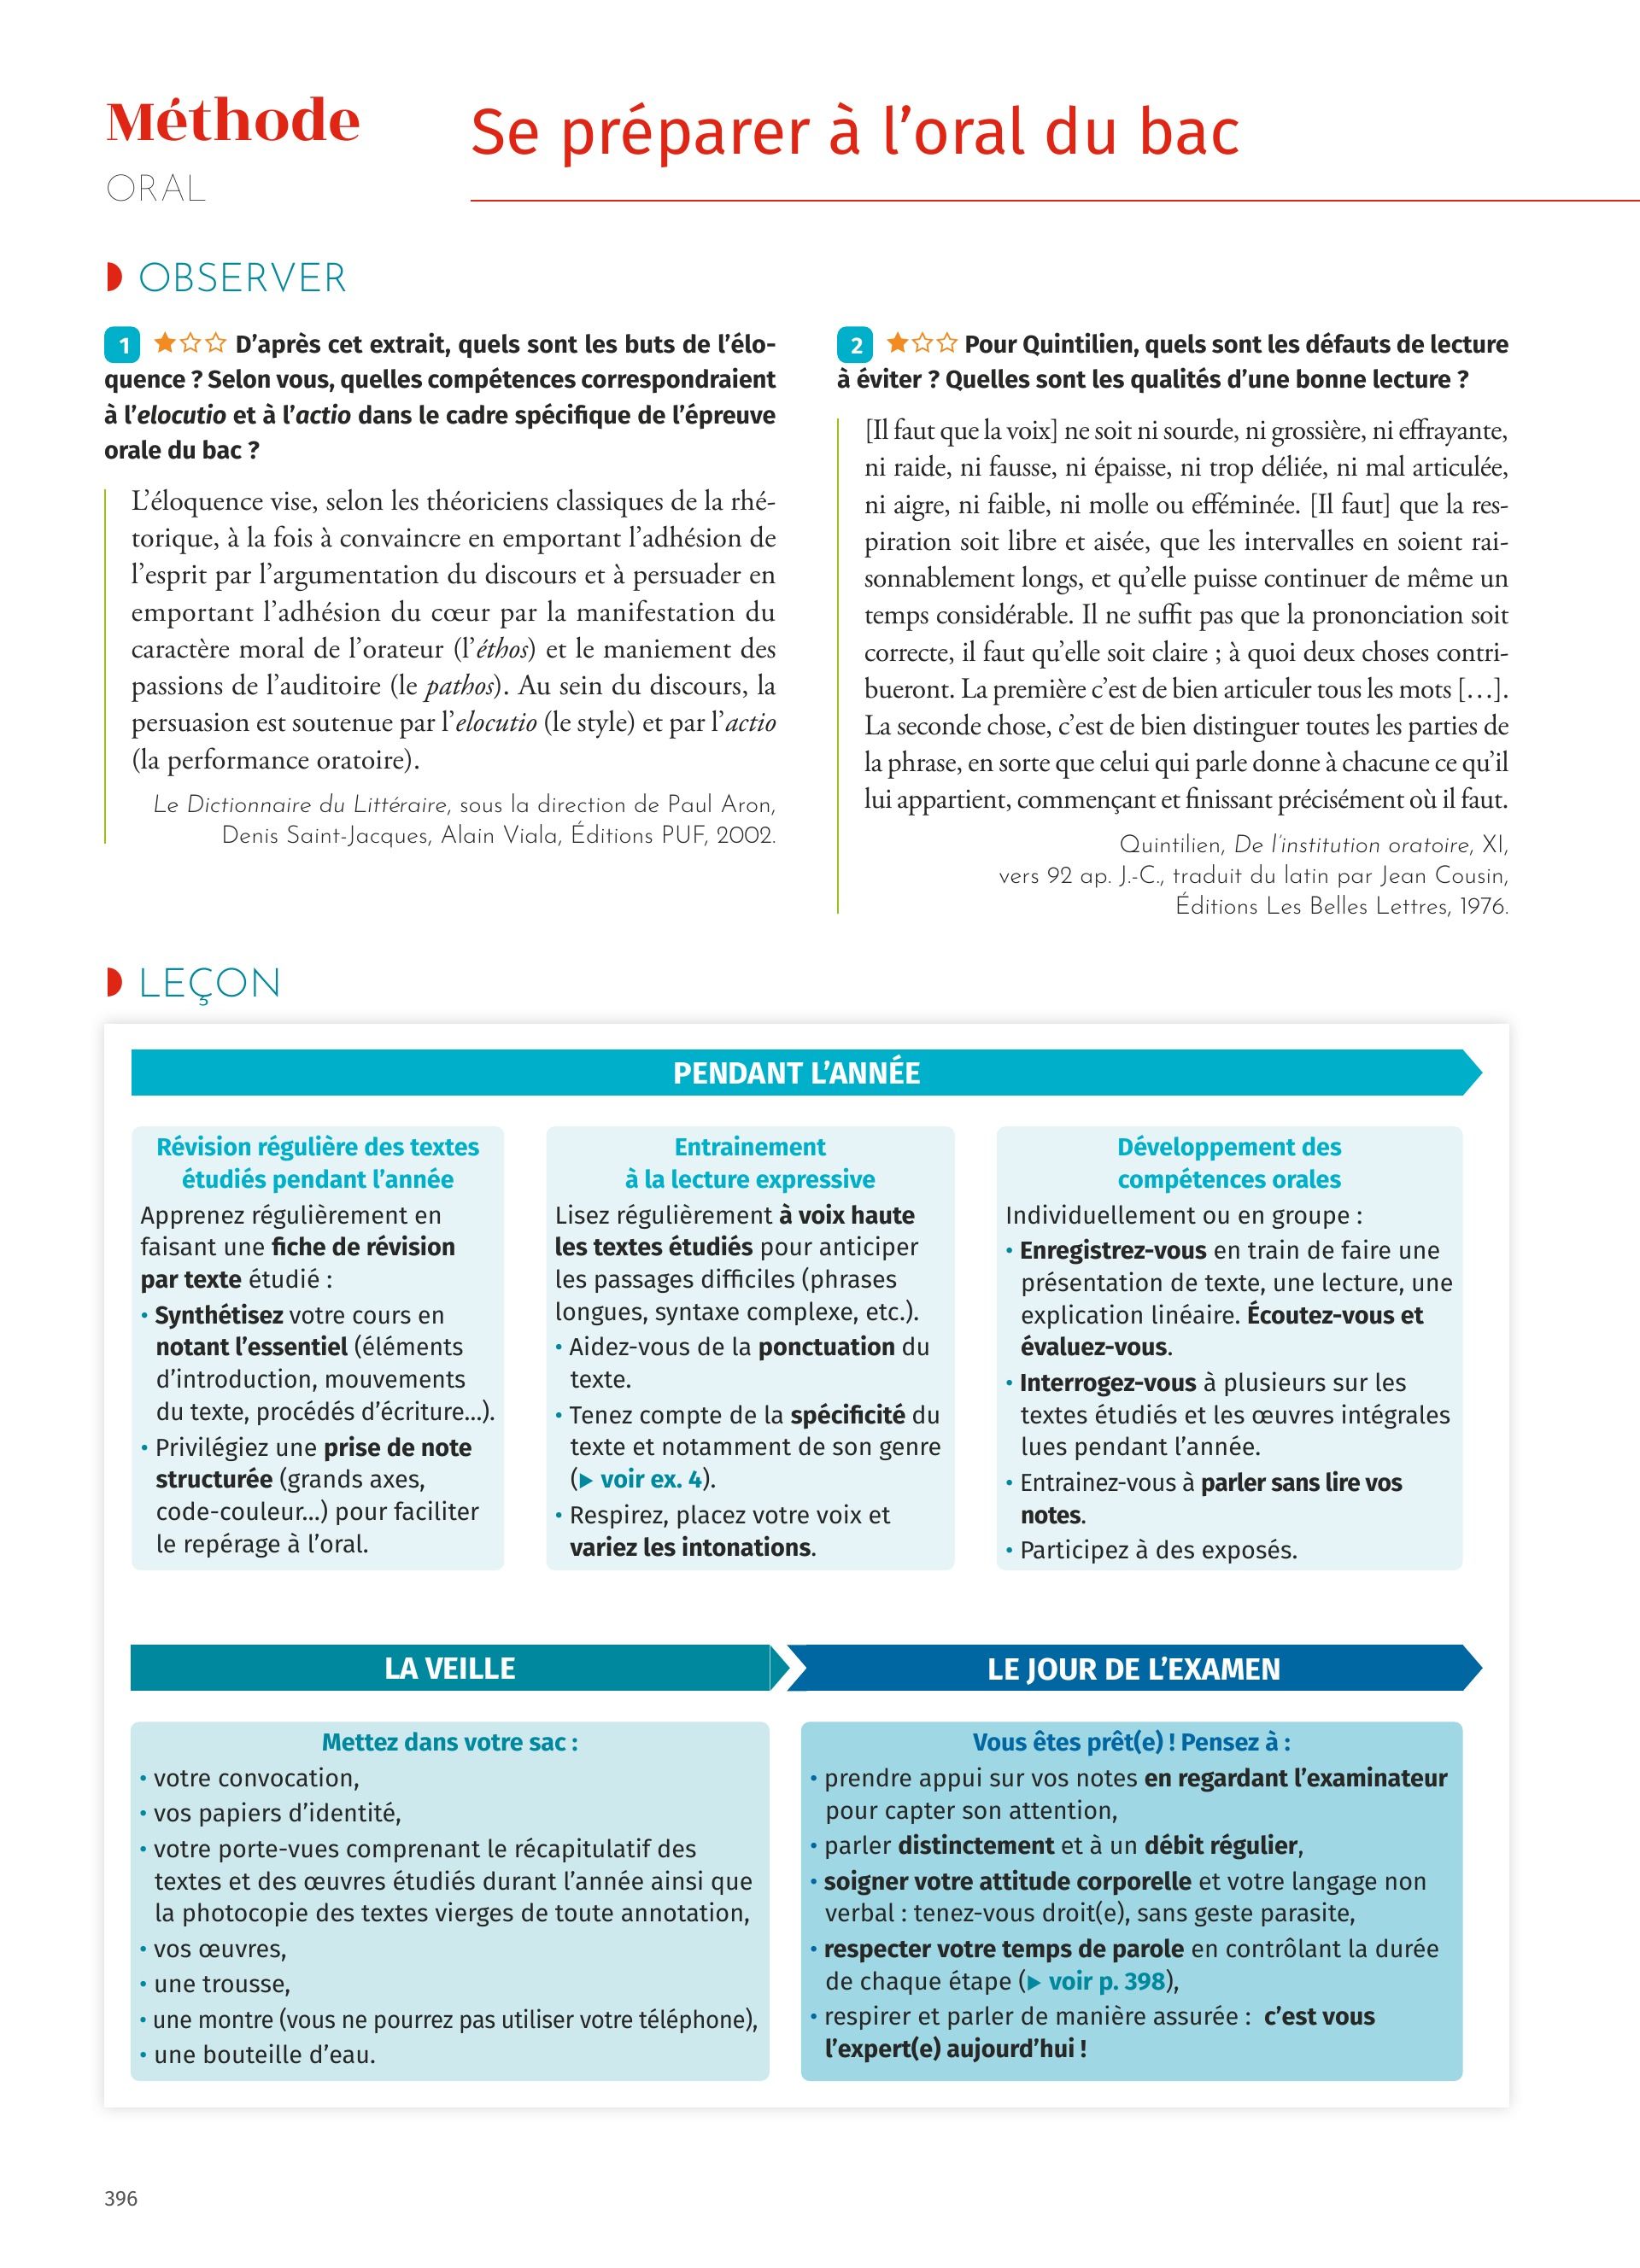 Méthode
ORAL
Se préparer à l’oral du bac
OBSERVER
1 D’après cet extrait, quels sont les buts de l’élo-
quence ? Selon vous, quelles compétences correspondraient
à l’elocutio et à l’actio dans le cadre spécifique de l’épreuve
orale du bac ?
L’éloquence vise, selon les théoriciens classiques de la rhé-
torique, à la fois à convaincre en emportant l’adhésion de
l’esprit par l’argumentation du discours et à persuader en
emportant l’adhésion du cœur par la manifestation du
caractère moral de l’orateur (l’éthos) et le maniement des
passions de l’auditoire (le pathos). Au sein du discours, la
persuasion est soutenue par l’elocutio (le style) et par l’actio
(la performance oratoire).
Le Dictionnaire du Littéraire, sous la direction de Paul Aron,
Denis Saint-Jacques, Alain Viala, Éditions PUF, 2002.
2 Pour Quintilien, quels sont les défauts de lecture
à éviter ? Quelles sont les qualités d’une bonne lecture ?
[Il faut que la voix] ne soit ni sourde, ni grossière, ni effrayante,
ni raide, ni fausse, ni épaisse, ni trop déliée, ni mal articulée,
ni aigre, ni faible, ni molle ou efféminée. [Il faut] que la res-
piration soit libre et aisée, que les intervalles en soient rai-
sonnablement longs, et qu’elle puisse continuer de même un
temps considérable. Il ne suffit pas que la prononciation soit
correcte, il faut qu’elle soit claire ; à quoi deux choses contri-
bueront. La première c’est de bien articuler tous les mots […].
La seconde chose, c’est de bien distinguer toutes les parties de
la phrase, en sorte que celui qui parle donne à chacune ce qu’il
lui appartient, commençant et finissant précisément où il faut.
Quintilien, De l’institution oratoire, XI,
vers 92 ap. J.-C., traduit du latin par Jean Cousin,
Éditions Les Belles Lettres, 1976.
LEÇON
PENDANT L’ANNÉE
Révision régulière des textes
étudiés pendant l’année
Apprenez régulièrement en
faisant une fiche de révision
par texte étudié :
• Synthétisez votre cours en
notant l’essentiel (éléments
d’introduction, mouvements
du texte, procédés d’écriture…).
• Privilégiez une prise de note
structurée (grands axes,
code-couleur…) pour faciliter
le repérage à l’oral.
Entrainement
à la lecture expressive
Lisez régulièrement à voix haute
les textes étudiés pour anticiper
les passages difficiles (phrases
longues, syntaxe complexe, etc.).
• Aidez-vous de la ponctuation du
texte.
• Tenez compte de la spécificité du
texte et notamment de son genre
(▶ voir ex. 4).
• Respirez, placez votre voix et
variez les intonations.
Développement des
compétences orales
Individuellement ou en groupe :
• Enregistrez-vous en train de faire une
présentation de texte, une lecture, une
explication linéaire. Écoutez-vous et
évaluez-vous.
• Interrogez-vous à plusieurs sur les
textes étudiés et les œuvres intégrales
lues pendant l’année.
• Entrainez-vous à parler sans lire vos
notes.
• Participez à des exposés.
LA VEILLE
Mettez dans votre sac :
• votre convocation,
• vos papiers d’identité,
• votre porte-vues comprenant le récapitulatif des
textes et des œuvres étudiés durant l’année ainsi que
la photocopie des textes vierges de toute annotation,
• vos œuvres,
• une trousse,
• une montre (vous ne pourrez pas utiliser votre téléphone),
• une bouteille d’eau.
LE JOUR DE L’EXAMEN
Vous êtes prêt(e) ! Pensez à :
• prendre appui sur vos notes en regardant l’examinateur
pour capter son attention,
• parler distinctement et à un débit régulier,
• soigner votre attitude corporelle et votre langage non
verbal : tenez-vous droit(e), sans geste parasite,
• respecter votre temps de parole en contrôlant la durée
de chaque étape (▶ voir p. 398),
• respirer et parler de manière assurée : c’est vous
l’expert(e) aujourd’hui !
396